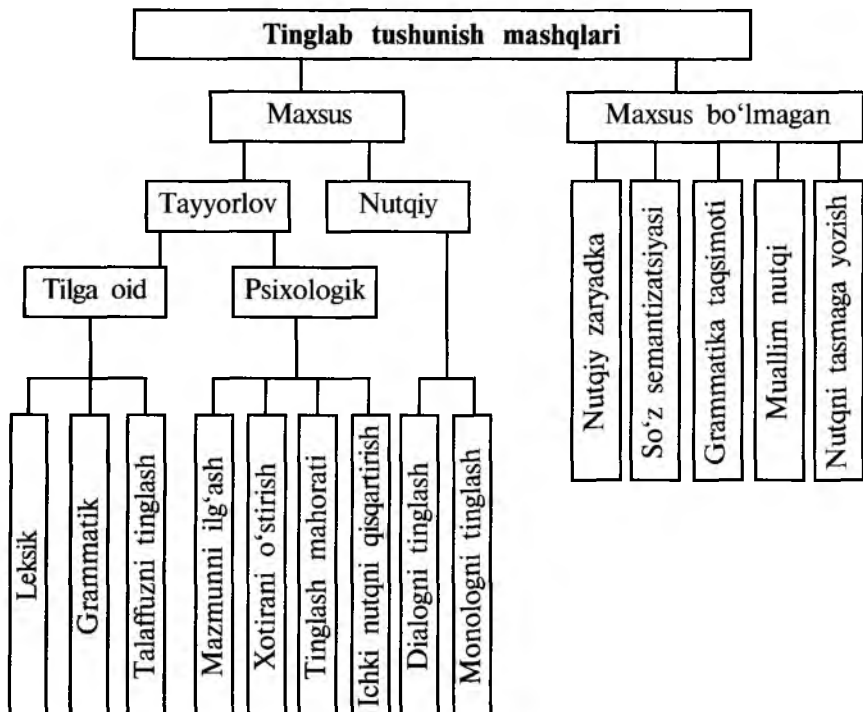 Tinglab tushunish mashqlari
Maxsus
Maxsus bo‘lmagan
Tayyorlov
Nutqiy
Tilga oid
Psixologik
Nutqiy zaryadka
So‘z semantizatsiyasi
Grammatika taqsimoti
Muallim nutqi
Nutqni tasmaga yozish
Leksik
Grammatik
Talaffuzni tinglash
Mazmunni ilg‘ash
Xotirani o‘stirish
Tinglash mahorati
Ichki nutqni qisqartirish
Dialogni tinglash
Monologni tinglash